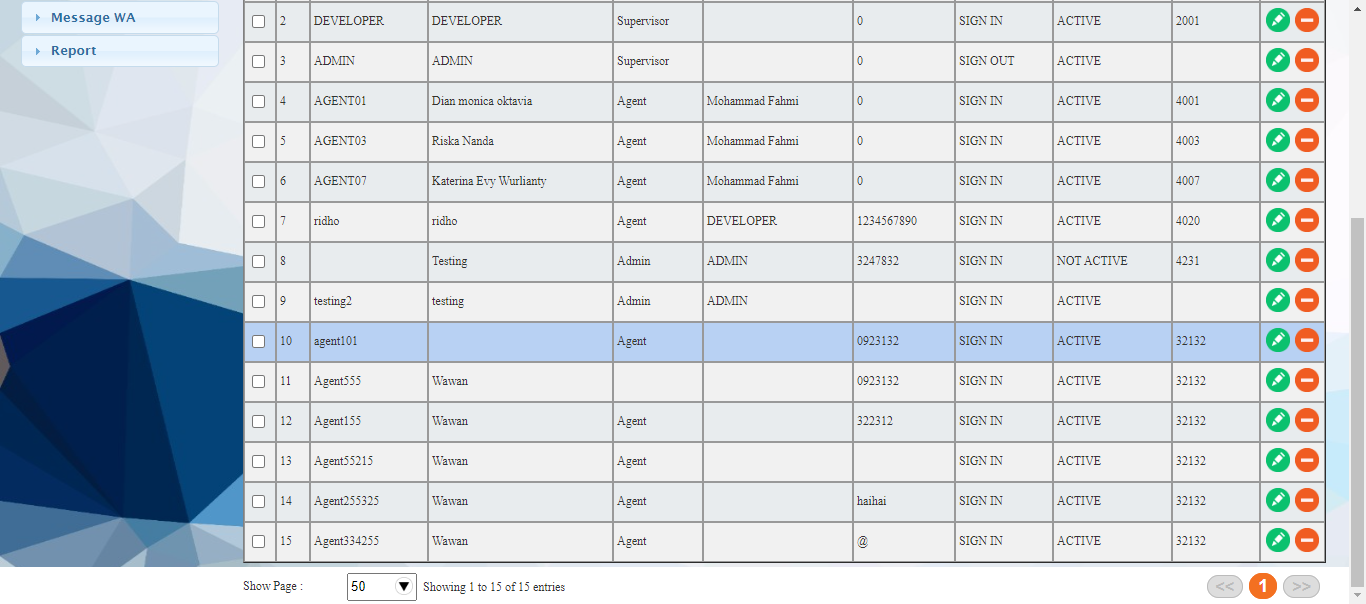 Message WA
Report
2 DEVELOPER DEVELOPER Supervisor 0 SIGN IN ACTIVE 2001
3 ADMIN ADMIN Supervisor 0 SIGN OUT ACTIVE
4 AGENT01 Dian monica oktavia Agent Mohammad Fahmi 0 SIGN IN ACTIVE 4001
5 AGENT03 Riska Nanda Agent Mohammad Fahmi 0 SIGN IN ACTIVE 4003
6 AGENT07 Katerina Evy Wurlianty Agent Mohammad Fahmi 0 SIGN IN ACTIVE 4007
7 ridho ridho Agent DEVELOPER 1234567890 SIGN IN ACTIVE 4020
8 Testing Admin ADMIN 3247832 SIGN IN NOT ACTIVE 4231
9 testing2 testing Admin ADMIN SIGN IN ACTIVE
10 agent101 Agent 0923132 SIGN IN ACTIVE 32132
11 Agent555 Wawan 0923132 SIGN IN ACTIVE 32132
12 Agent155 Wawan Agent 322312 SIGN IN ACTIVE 32132
13 Agent55215 Wawan Agent SIGN IN ACTIVE 32132
14 Agent255325 Wawan Agent haihai SIGN IN ACTIVE 32132
15 Agent334255 Wawan Agent @ SIGN IN ACTIVE 32132
Show Page : 50 Showing 1 to 15 of 15 entries << 1 >>